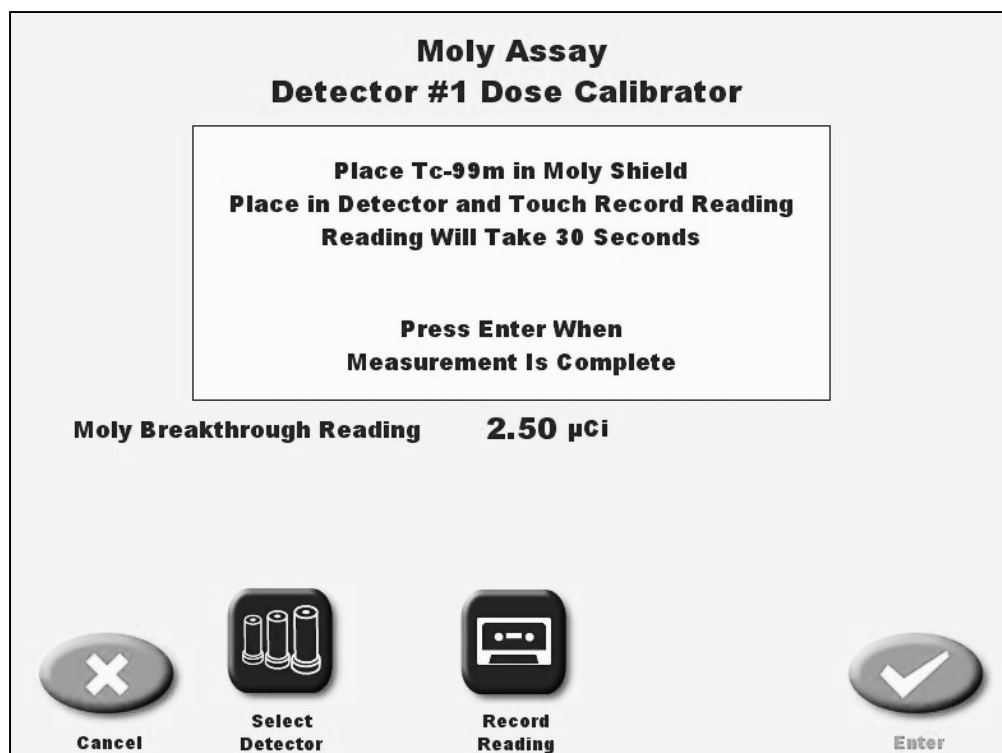 Moly Assay
Detector #1 Dose Calibrator
Place Tc-99m in Moly Shield
Place in Detector and Touch Record Reading
Reading Will Take 30 Seconds
Press Enter When
Measurement Is Complete
Moly Breakthrough Reading 2.50 µCi
Cancel
Select
Detector
Record
Reading
Enter